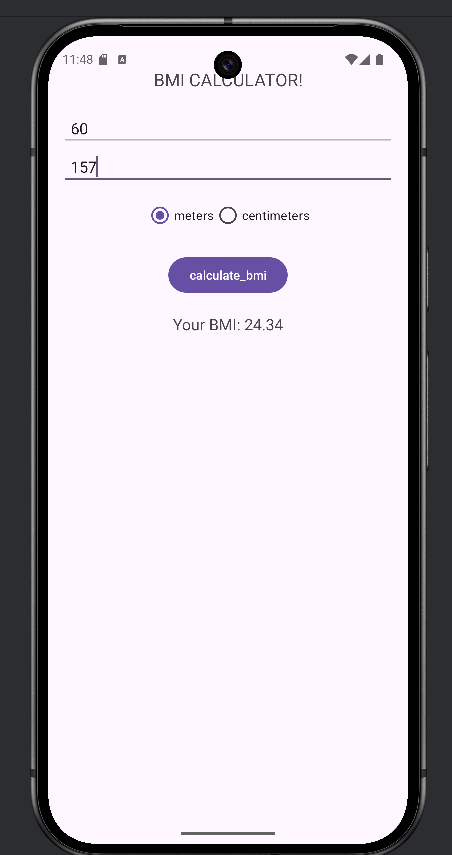 11:48
BMI CALCULATOR!
60
157
meters centimeters
calculate_bmi
Your BMI: 24.34